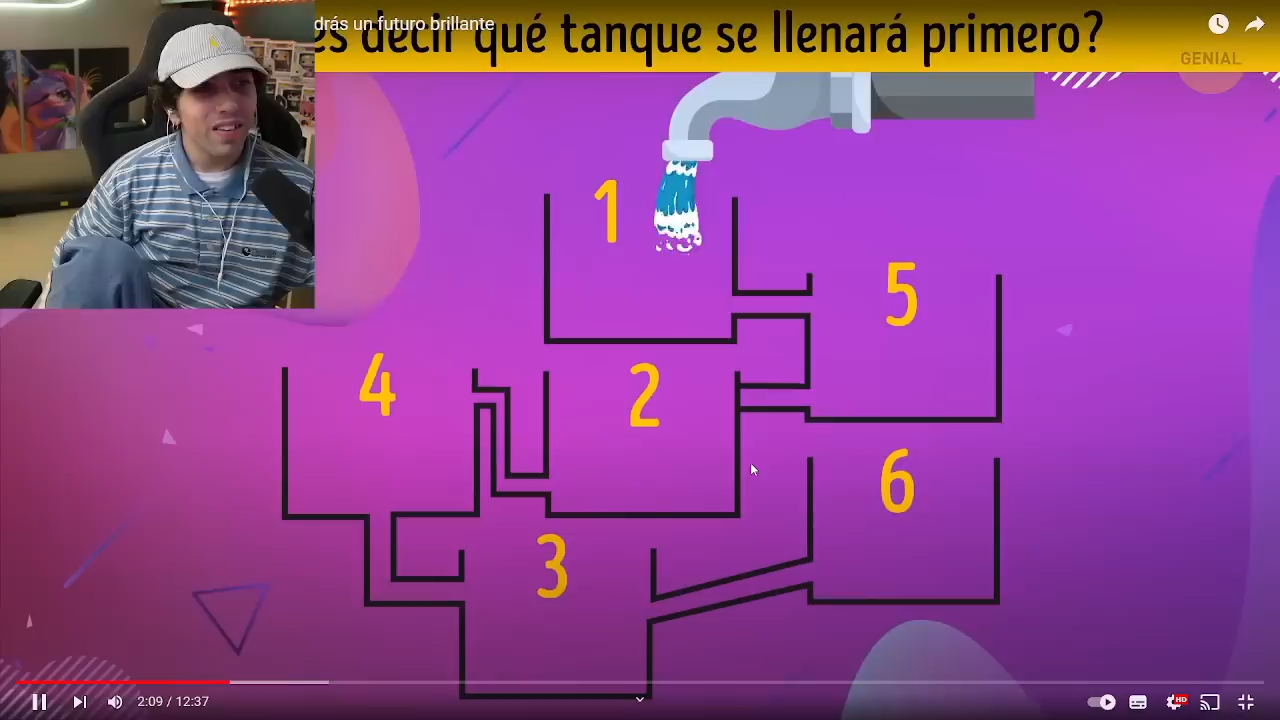 drás un futuro brillante
es decir qué tanque se llenará primero?
GENIAL
1
5
4
2
6
3
2:09 / 12:37
HD